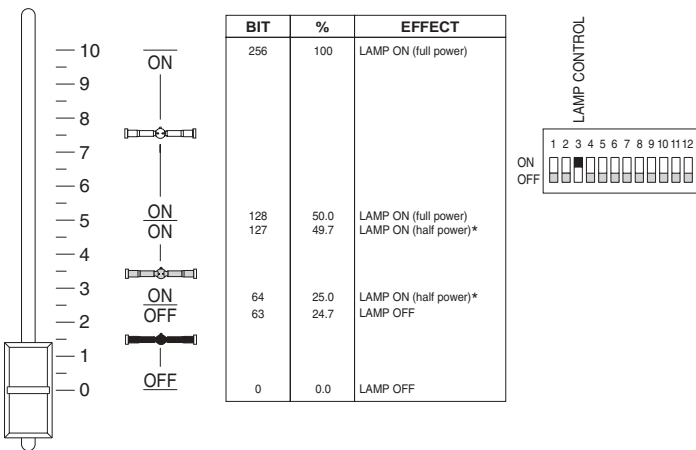 10
9
8
7
6
5
4
3
2
1
0
ON
ON
ON
ON
OFF
OFF
BIT % EFFECT
256 100 LAMP ON (full power)
128 50.0 LAMP ON (full power)
127 49.7 LAMP ON (half power)*
64 25.0 LAMP ON (half power)*
63 24.7 LAMP OFF
0 0.0 LAMP OFF
LAMP CONTROL
1 2 3 4 5 6 7 8 9 10 11 12
ON
OFF